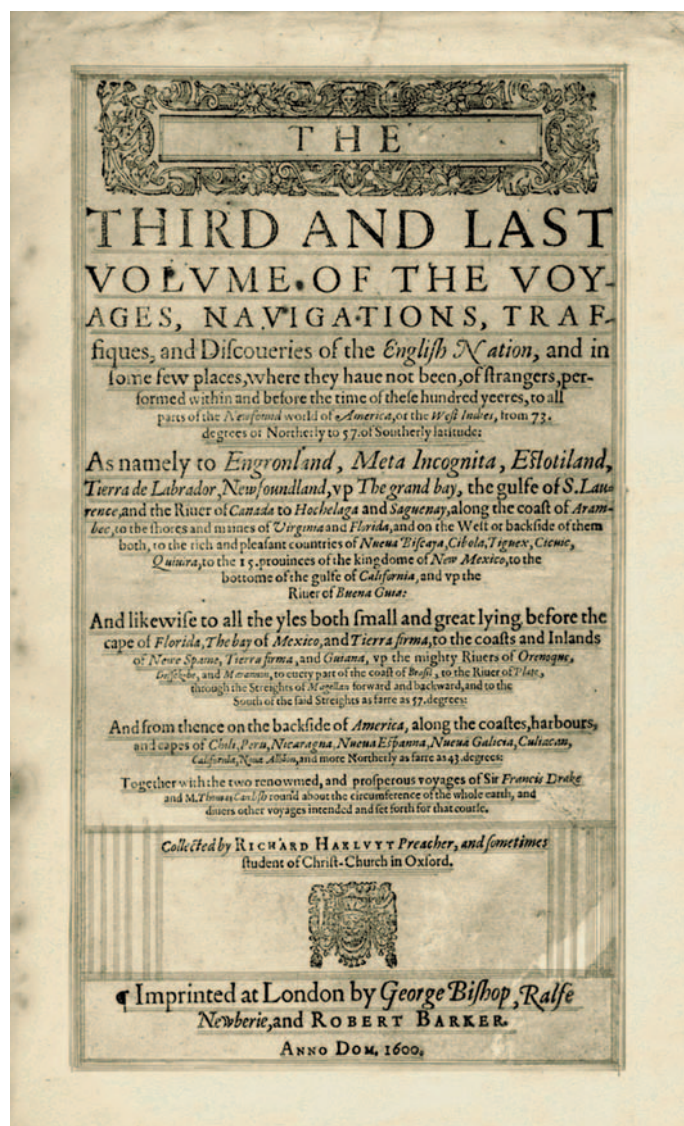 THE
THIRD AND LAST
VOLVME. OF THE VOY-
AGES, NAVIGATIONS, TRAF-
fiques, and Diſcoueries of the Engliſh Nation, and in
ſome few places, where they haue not been, of ſtrangers, per-
formed within and before the time of theſe hundred yeeres, to all
parts of the Newfound world of America, or the Weſt Indies, from 73.
degrees of Northerly to 57. of Southerly latitude:
As namely to Engronland, Meta Incognita, Eſtotiland,
Tierra de Labrador, Newfoundland, vp The grand bay, the gulfe of S. Lau-
rence, and the Riuer of Canada to Hochelaga and Saguenay, along the coaſt of Aram-
bec, to the ſhores and maines of Virginia and Florida, and on the Weſt or backſide of them
both, to the rich and pleaſant countries of Nueua Biſcaya, Cibola, Tiguex, Cicuic,
Quiuira, to the 15. prouinces of the kingdome of New Mexico, to the
bottome of the gulfe of California, and vp the
Riuer of Buena Guia:
And likewiſe to all the yles both ſmall and great lying before the
cape of Florida, The bay of Mexico, and Tierra firma, to the coaſts and Inlands
of Newe Spaine, Tierra firma, and Guiana, vp the mighty Riuers of Orenoque,
and to euery part of the coaſt of Braſil, to the Riuer of Plate,
through the Streights of Magellan forward and backward, and to the
South of the ſaid Streights as farre as 57. degrees:
And from thence on the backſide of America, along the coaſtes, harbours,
and capes of Chili, Peru, Nicaragna, Nueua Eſpanna, Nueua Galicia, Culiacan,
California, Noua Albion, and more Northerly as farre as 43. degrees:
Together with the two renowmed, and proſperous voyages of Sir Francis Drake
and M. Thomas Candiſh round about the circumference of the whole earth, and
diuers other voyages intended and ſet forth for that courſe.
Collected by RICHARD HAKLVYT Preacher, and ſometimes
ſtudent of Chriſt-Church in Oxford.
¶ Imprinted at London by George Biſhop, Ralfe
Newberie, and ROBERT BARKER.
ANNO DOM. 1600.